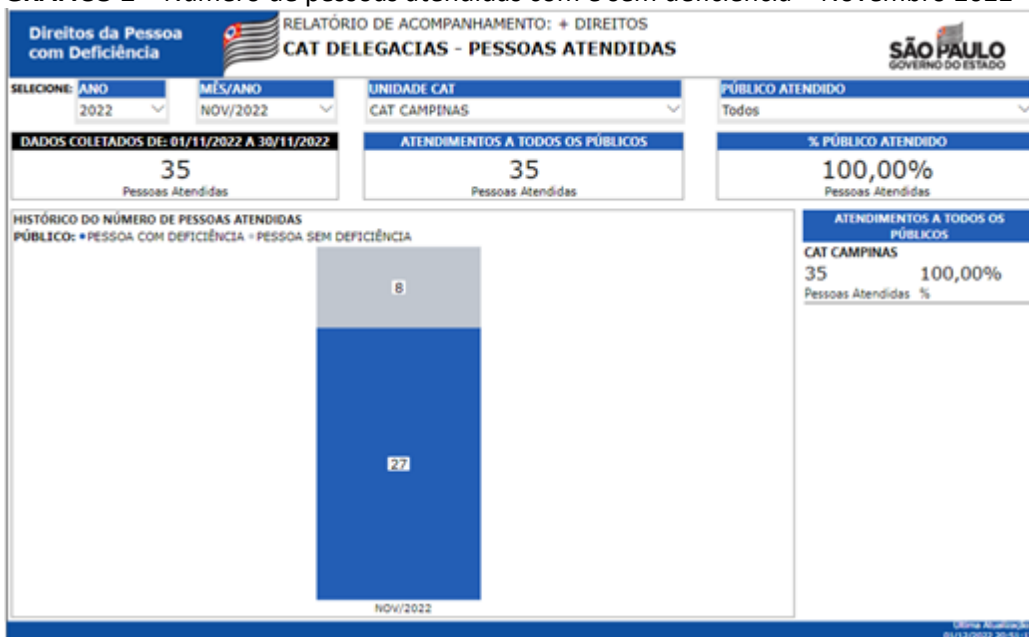 Direitos da Pessoa
com Deficiência
RELATÓRIO DE ACOMPANHAMENTO: + DIREITOS
CAT DELEGACIAS - PESSOAS ATENDIDAS
SÃO PAULO
GOVERNO DO ESTADO
SELECIONE: ANO MÊS/ANO UNIDADE CAT PÚBLICO ATENDIDO
2022 NOV/2022 CAT CAMPINAS Todos
DADOS COLETADOS DE: 01/11/2022 A 30/11/2022 ATENDIMENTOS A TODOS OS PÚBLICOS % PÚBLICO ATENDIDO
35 35 100,00%
Pessoas Atendidas Pessoas Atendidas Pessoas Atendidas
HISTÓRICO DO NÚMERO DE PESSOAS ATENDIDAS
PÚBLICO: PESSOA COM DEFICIÊNCIA PESSOA SEM DEFICIÊNCIA
8
27
NOV/2022
ATENDIMENTOS A TODOS OS
PÚBLICOS
CAT CAMPINAS
35 100,00%
Pessoas Atendidas %
Última Atualização